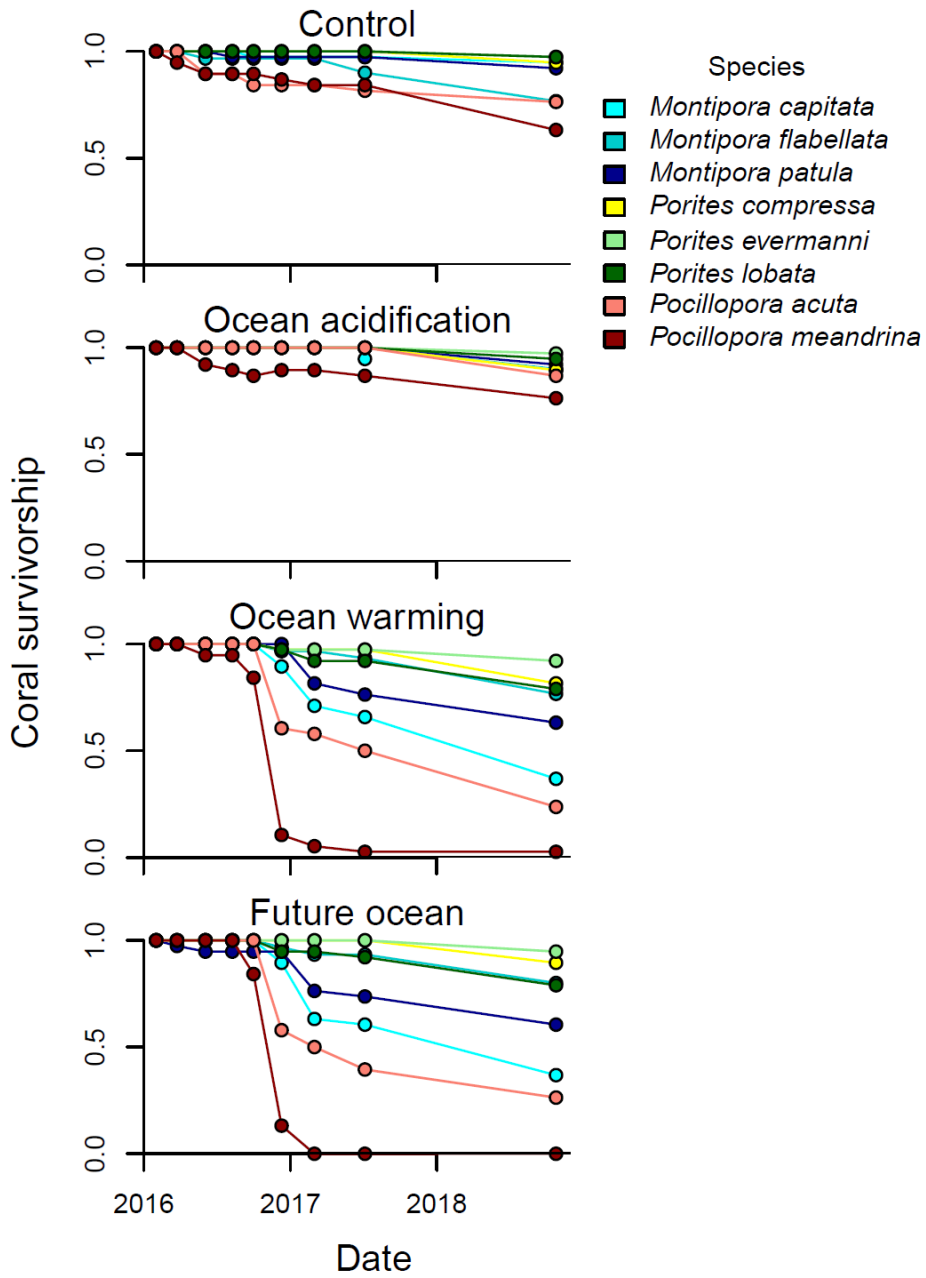 Control
1.0
0.5
0.0
Species
Montipora capitata
Montipora flabellata
Montipora patula
Porites compressa
Porites evermanni
Porites lobata
Pocillopora acuta
Pocillopora meandrina
Ocean acidification
1.0
0.5
0.0
Coral survivorship
Ocean warming
1.0
0.5
0.0
Future ocean
1.0
0.5
0.0
2016 2017 2018
Date